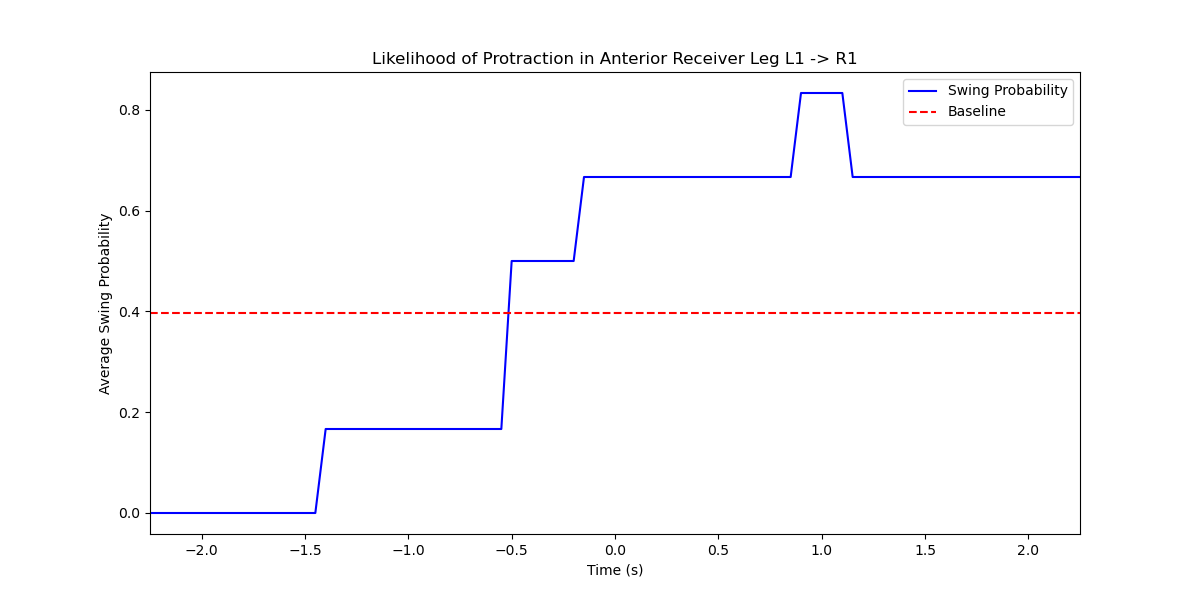 Likelihood of Protraction in Anterior Receiver Leg L1 -> R1
Swing Probability
Baseline
Average Swing Probability
0.8
0.6
0.4
0.2
0.0
−2.0 −1.5 −1.0 −0.5 0.0 0.5 1.0 1.5 2.0
Time (s)